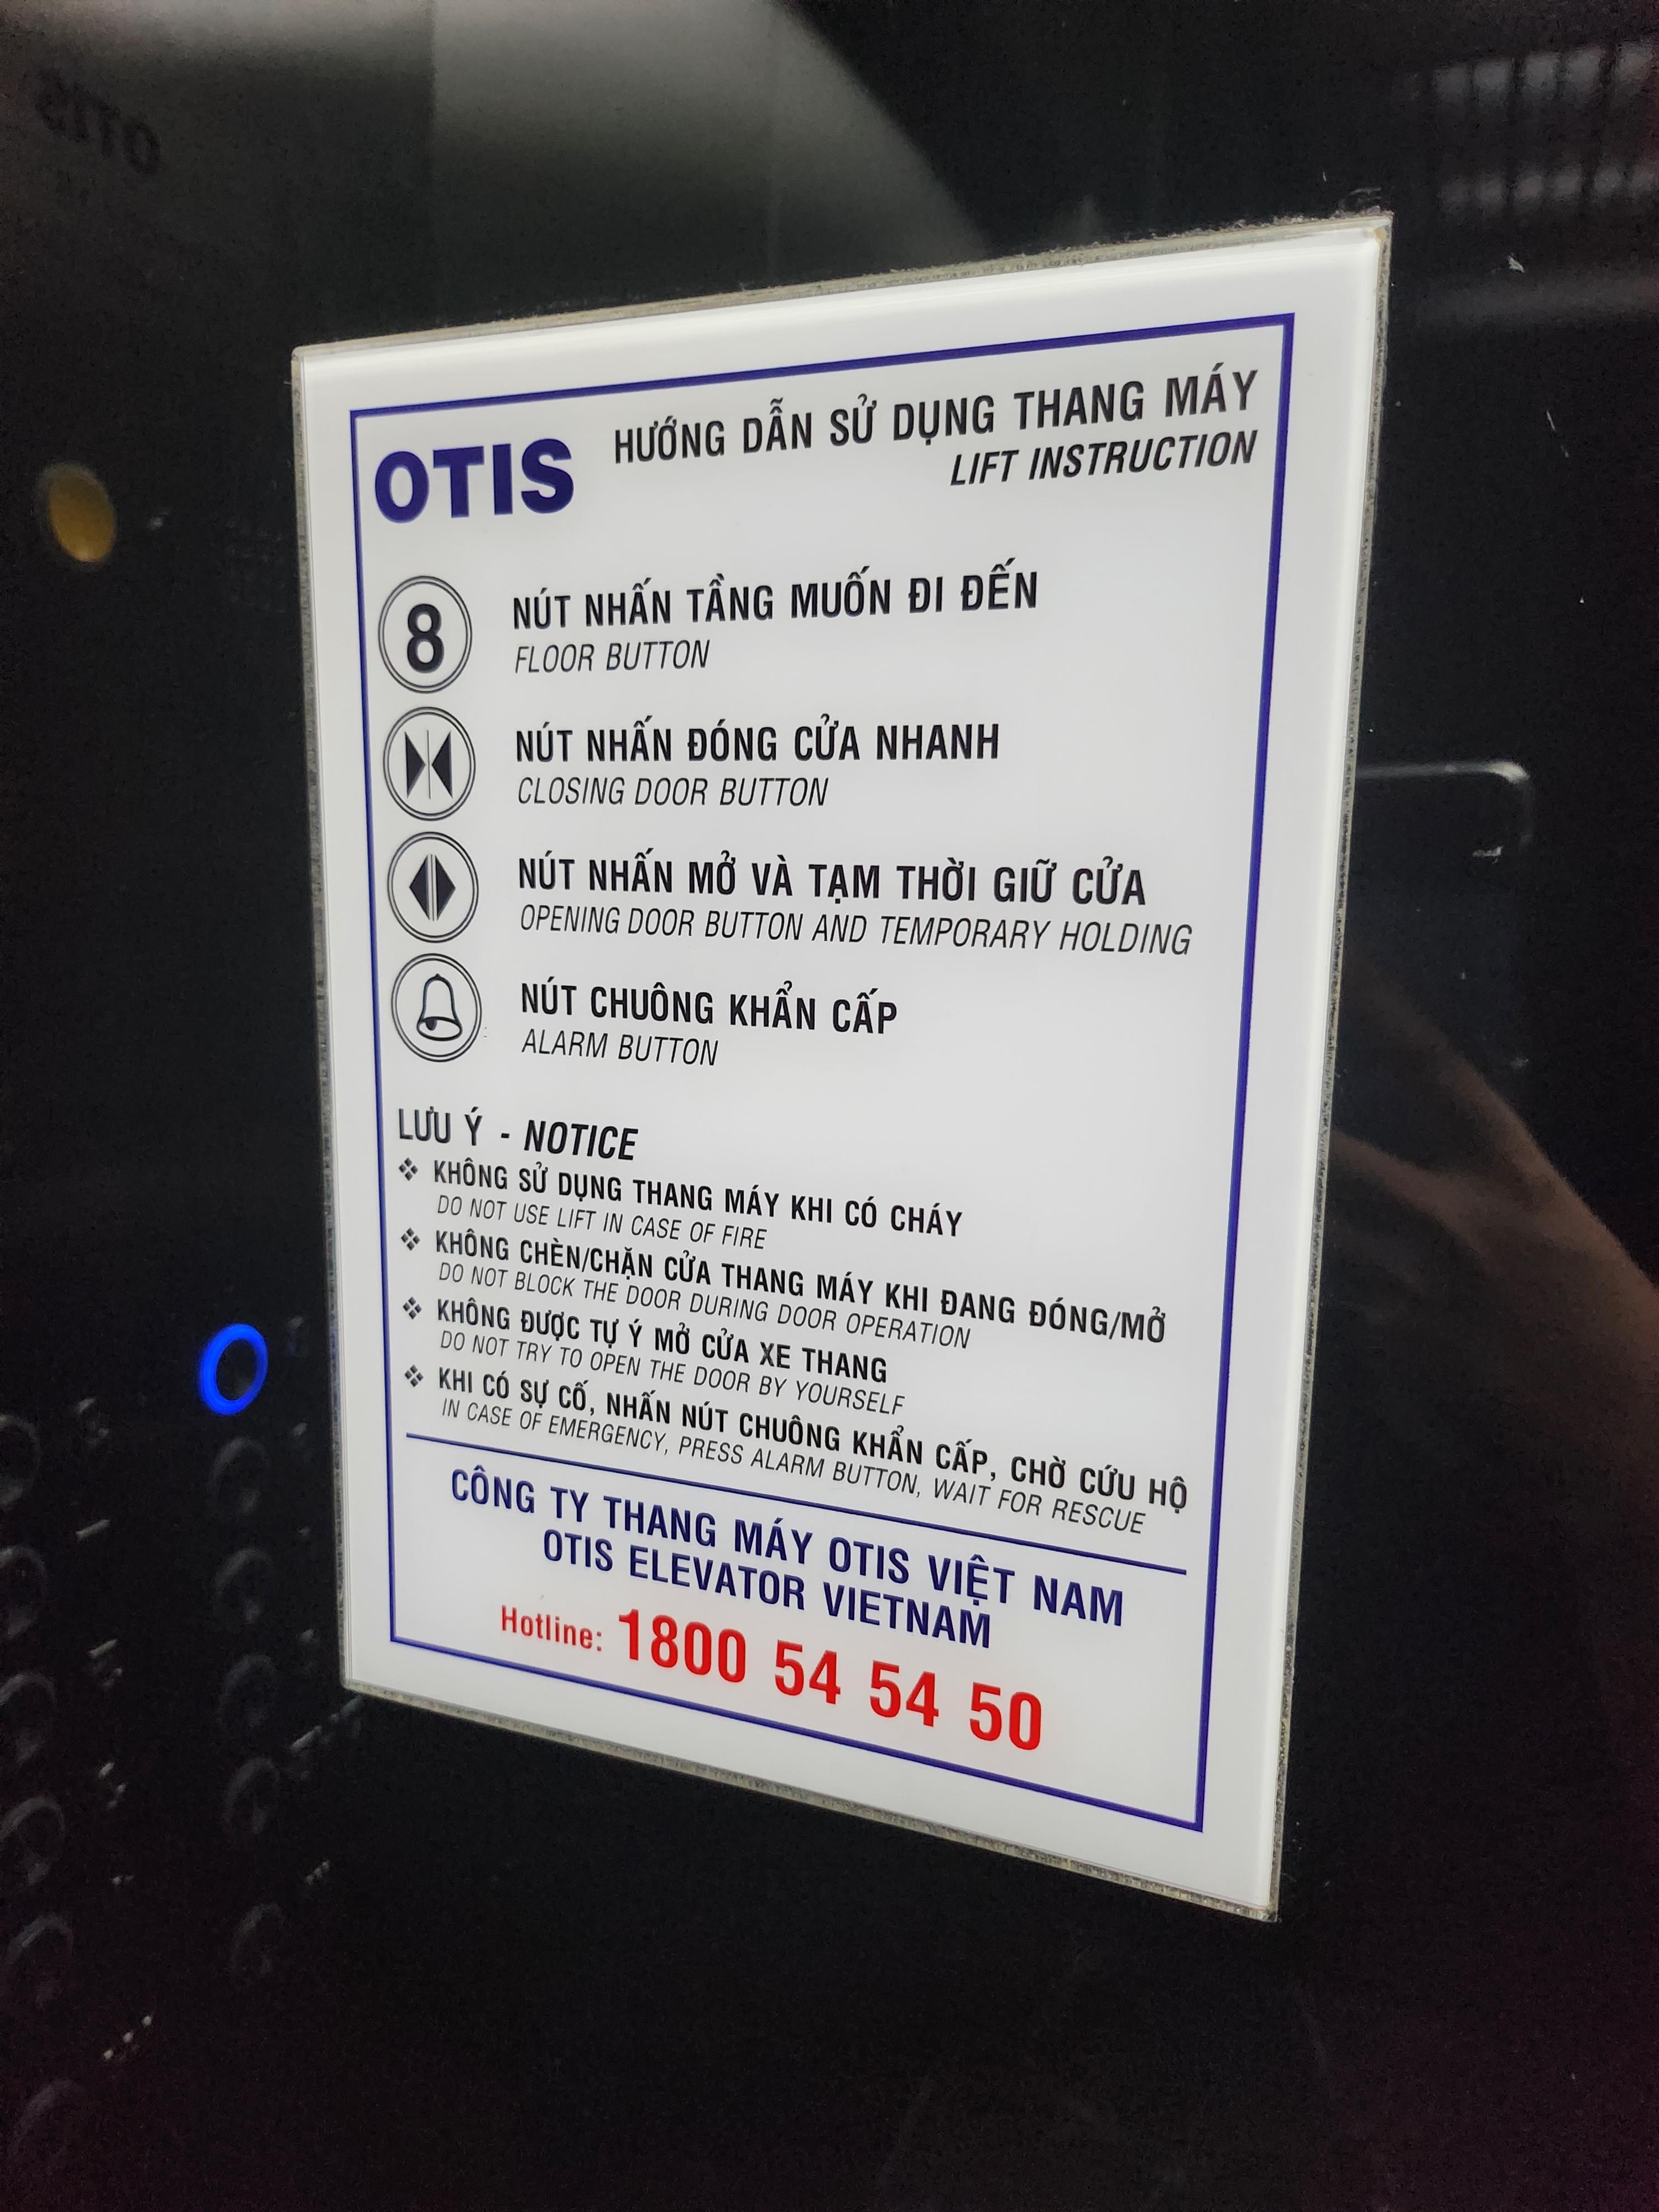 OTIS
HƯỚNG DẪN SỬ DỤNG THANG MÁY
LIFT INSTRUCTION
OTIS
8
NÚT NHẤN TẦNG MUỐN ĐI ĐẾN
FLOOR BUTTON
NÚT NHẤN ĐÓNG CỬA NHANH
CLOSING DOOR BUTTON
NÚT NHẤN MỞ VÀ TẠM THỜI GIỮ CỬA
OPENING DOOR BUTTON AND TEMPORARY HOLDING
NÚT CHUÔNG KHẨN CẤP
ALARM BUTTON
LƯU Ý - NOTICE
❖ KHÔNG SỬ DỤNG THANG MÁY KHI CÓ CHÁY
DO NOT USE LIFT IN CASE OF FIRE
❖ KHÔNG CHÈN/CHẶN CỬA THANG MÁY KHI ĐANG ĐÓNG/MỞ
DO NOT BLOCK THE DOOR DURING DOOR OPERATION
❖ KHÔNG ĐƯỢC TỰ Ý MỞ CỬA XE THANG
DO NOT TRY TO OPEN THE DOOR BY YOURSELF
❖ KHI CÓ SỰ CỐ, NHẤN NÚT CHUÔNG KHẨN CẤP, CHỜ CỨU HỘ
IN CASE OF EMERGENCY, PRESS ALARM BUTTON, WAIT FOR RESCUE
CÔNG TY THANG MÁY OTIS VIỆT NAM
OTIS ELEVATOR VIETNAM
Hotline: 1800 54 54 50